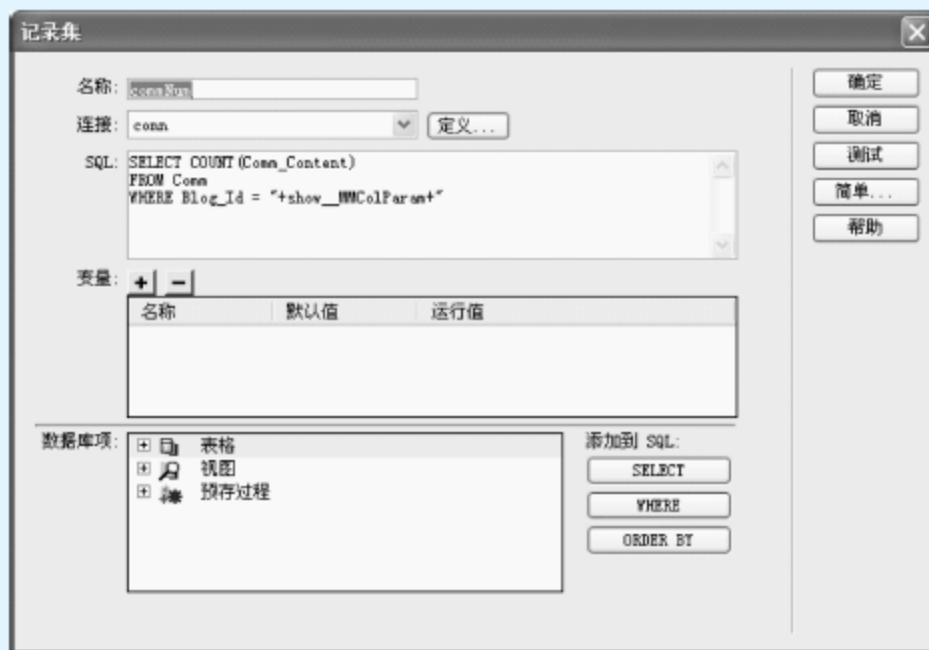 记录集
名称: commNum
连接: conn 定义...
SQL: SELECT COUNT(Comm_Content)
FROM Comm
WHERE Blog_Id = "+show__MMColParam+"
变量:
名称 默认值 运行值
数据库项:
表格
视图
预存过程
添加到 SQL:
SELECT
WHERE
ORDER BY
确定
取消
测试
简单...
帮助